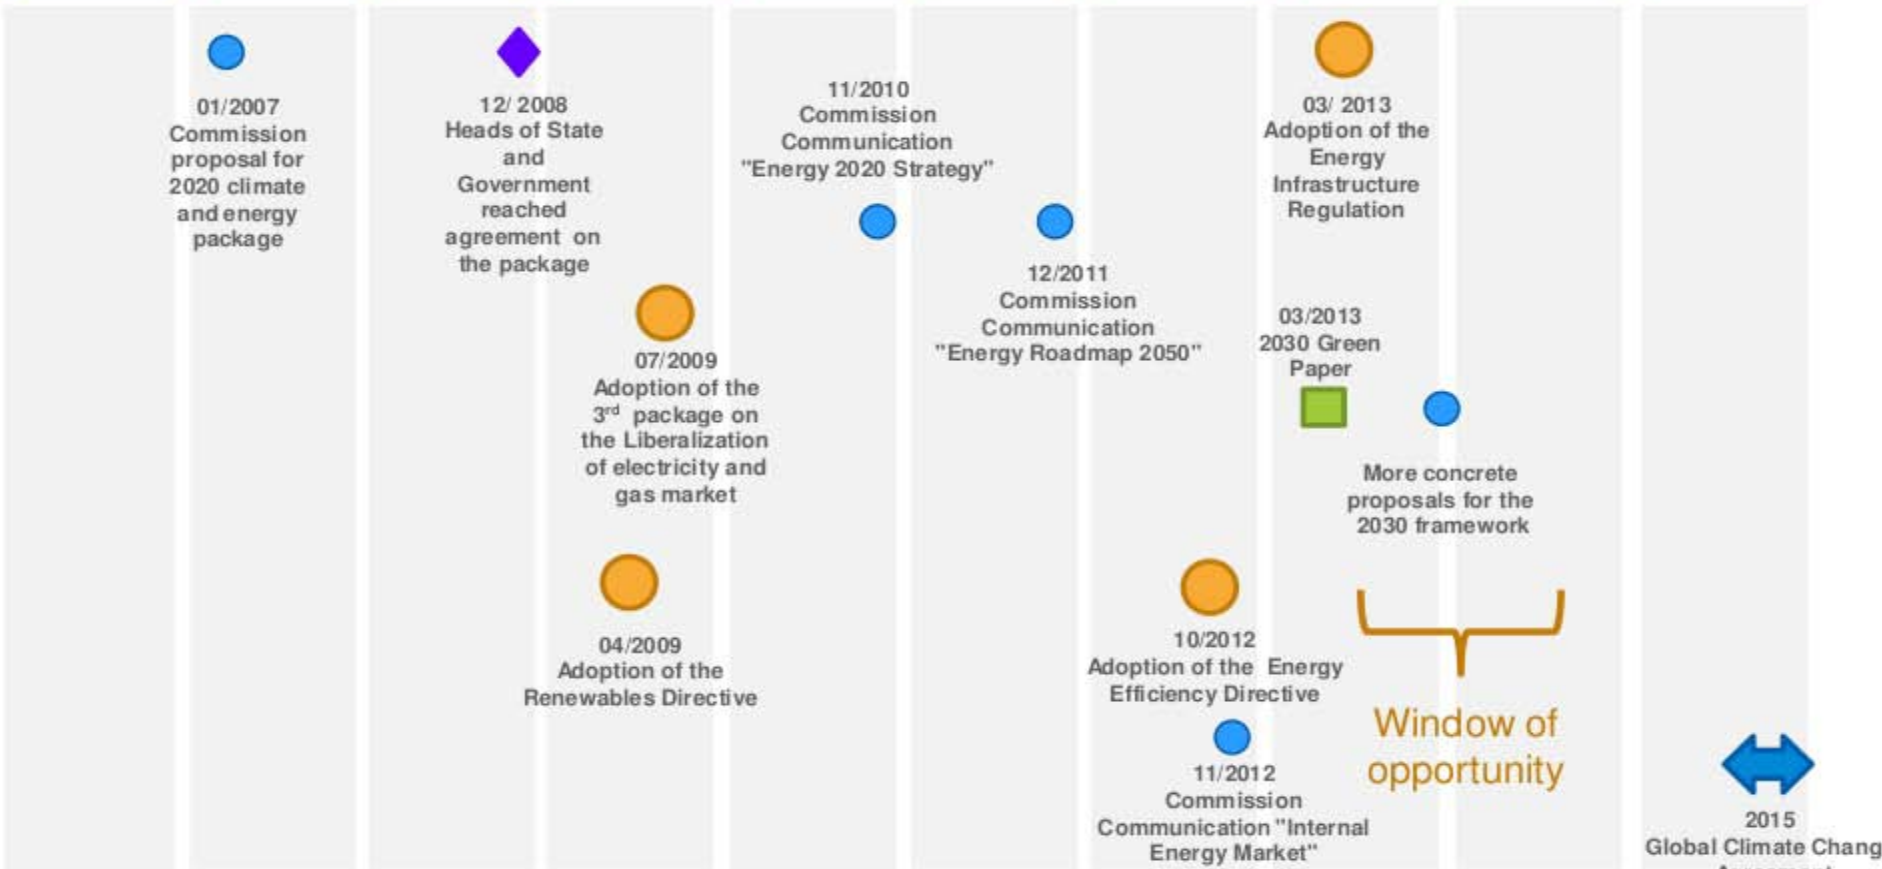 01/2007
Commission
proposal for
2020 climate
and energy
package
12/ 2008
Heads of State
and
Government
reached
agreement on
the package
07/2009
Adoption of the
3rd package on
the Liberalization
of electricity and
gas market
04/2009
Adoption of the
Renewables Directive
11/2010
Commission
Communication
"Energy 2020 Strategy"
12/2011
Commission
Communication
"Energy Roadmap 2050"
10/2012
Adoption of the Energy
Efficiency Directive
11/2012
Commission
Communication "Internal
Energy Market"
03/ 2013
Adoption of the
Energy
Infrastructure
Regulation
03/2013
2030 Green
Paper
More concrete
proposals for the
2030 framework
Window of
opportunity
2015
Global Climate Chang